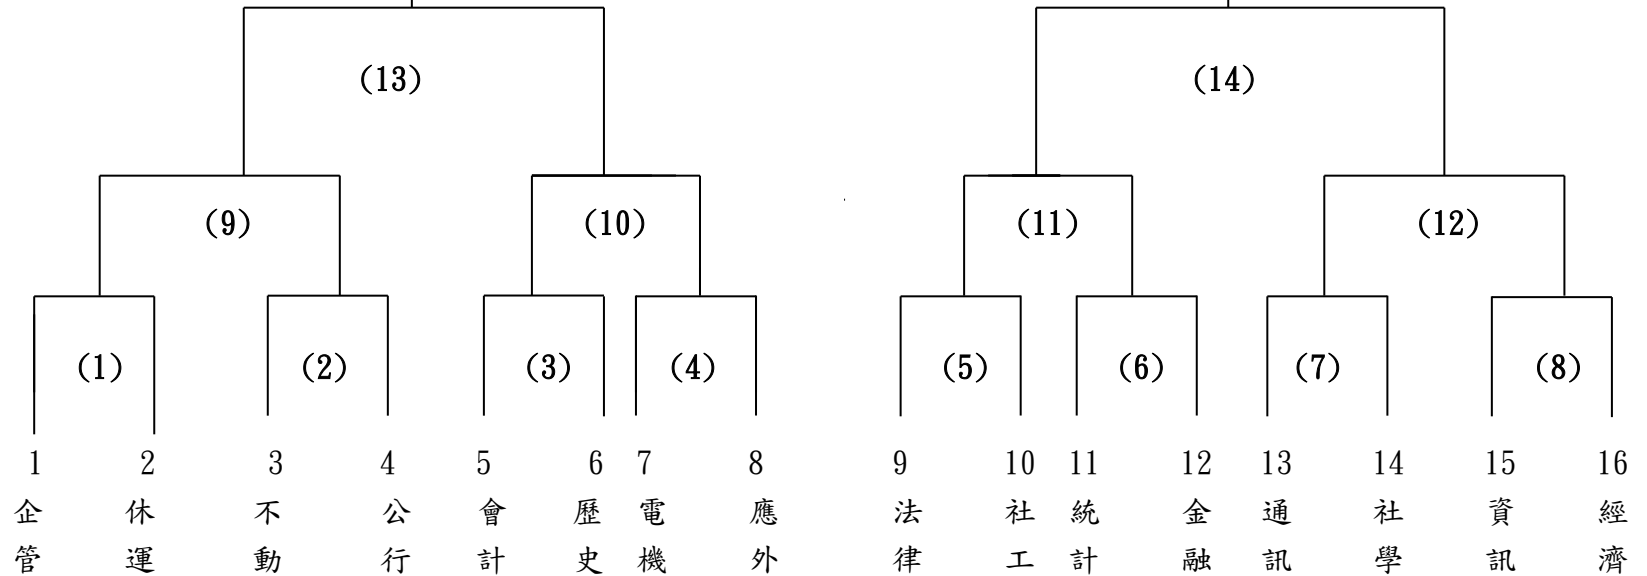 (13) (14)
(9) (10) (11) (12)
(1) (2) (3) (4) (5) (6) (7) (8)
1 2 3 4 5 6 7 8 9 10 11 12 13 14 15 16
企管
休運
不動
公行
會計
歷史
電機
應外
法律
社工
統計
金融
通訊
社學
資訊
經濟